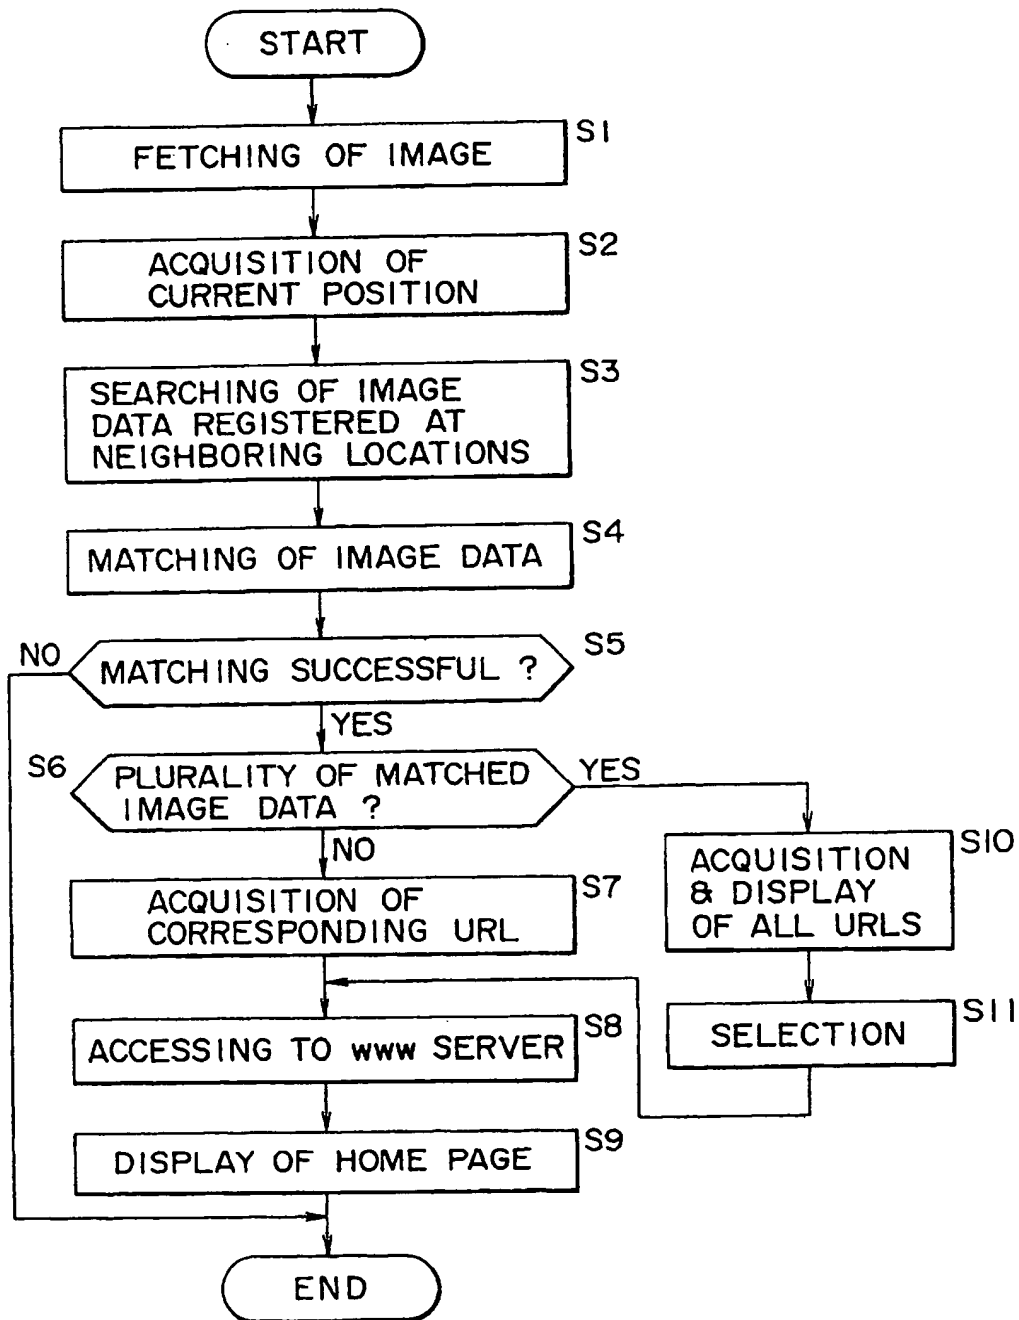 START
S1
FETCHING OF IMAGE
S2
ACQUISITION OF
CURRENT POSITION
S3
SEARCHING OF IMAGE
DATA REGISTERED AT
NEIGHBORING LOCATIONS
S4
MATCHING OF IMAGE DATA
S5
NO
MATCHING SUCCESSFUL ?
YES
S6
PLURALITY OF MATCHED
IMAGE DATA ?
YES
NO
S10
ACQUISITION
& DISPLAY
OF ALL URLS
S7
ACQUISITION OF
CORRESPONDING URL
S11
SELECTION
S8
ACCESSING TO WWW SERVER
S9
DISPLAY OF HOME PAGE
END